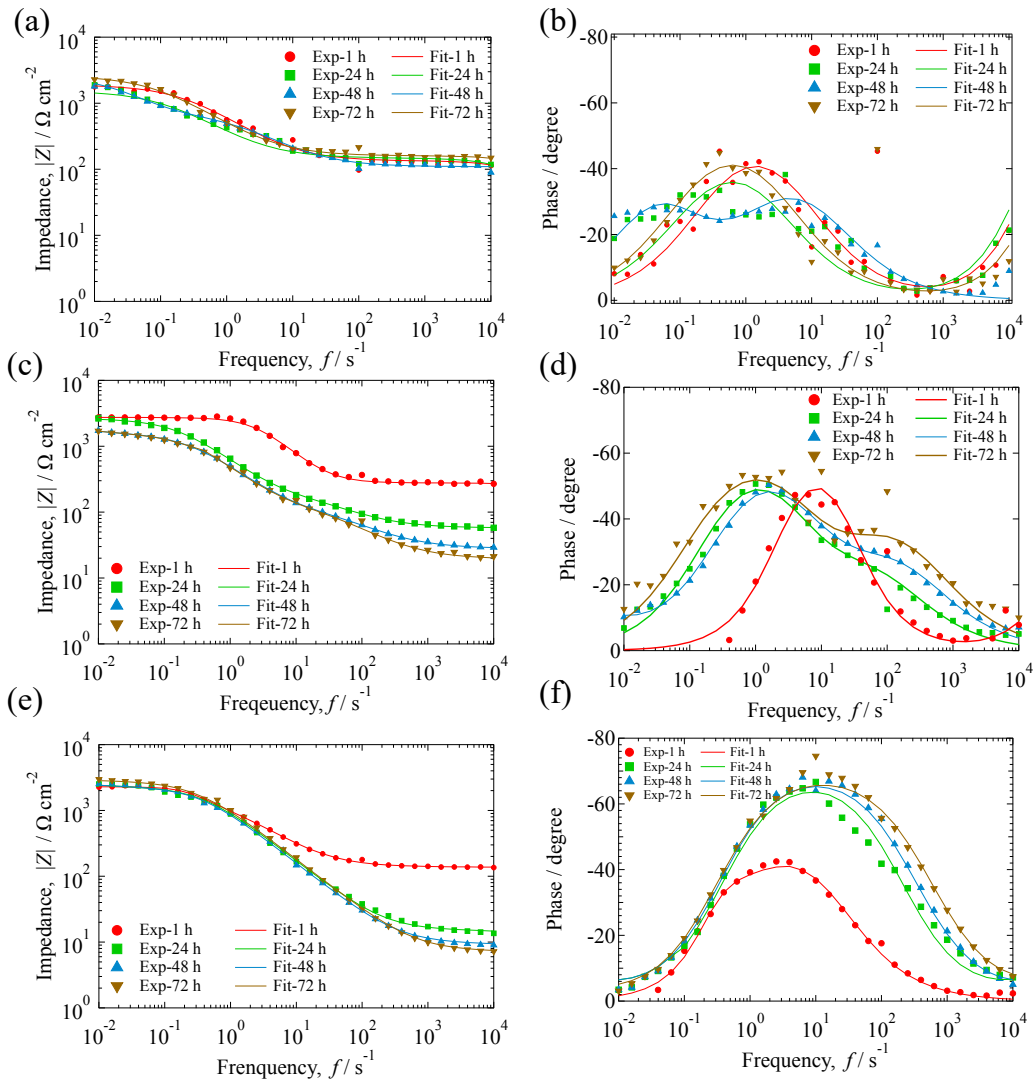 (a)
10^4
10^3
10^2
10^1
10^0
Impedance, |Z| / Ω cm^-2
Exp-1 h Fit-1 h
Exp-24 h Fit-24 h
Exp-48 h Fit-48 h
Exp-72 h Fit-72 h
10^-2 10^-1 10^0 10^1 10^2 10^3 10^4
Frequency, f / s^-1
(b)
-80
-60
-40
-20
0
Phase / degree
Exp-1 h Fit-1 h
Exp-24 h Fit-24 h
Exp-48 h Fit-48 h
Exp-72 h Fit-72 h
10^-2 10^-1 10^0 10^1 10^2 10^3 10^4
Frequency, f / s^-1
(c)
10^4
10^3
10^2
10^1
10^0
Impedance, |Z| / Ω cm^-2
Exp-1 h Fit-1 h
Exp-24 h Fit-24 h
Exp-48 h Fit-48 h
Exp-72 h Fit-72 h
10^-2 10^-1 10^0 10^1 10^2 10^3 10^4
Freqeuency, f / s^-1
(d)
-80
-60
-40
-20
0
Phase / degree
Exp-1 h Fit-1 h
Exp-24 h Fit-24 h
Exp-48 h Fit-48 h
Exp-72 h Fit-72 h
10^-2 10^-1 10^0 10^1 10^2 10^3 10^4
Frequency, f / s^-1
(e)
10^4
10^3
10^2
10^1
10^0
Impedance, |Z| / Ω cm^-2
Exp-1 h Fit-1 h
Exp-24 h Fit-24 h
Exp-48 h Fit-48 h
Exp-72 h Fit-72 h
10^-2 10^-1 10^0 10^1 10^2 10^3 10^4
Frenquency, f / s^-1
(f)
-80
-60
-40
-20
0
Phase / degree
Exp-1 h Fit-1 h
Exp-24 h Fit-24 h
Exp-48 h Fit-48 h
Exp-72 h Fit-72 h
10^-2 10^-1 10^0 10^1 10^2 10^3 10^4
Frequency, f / s^-1